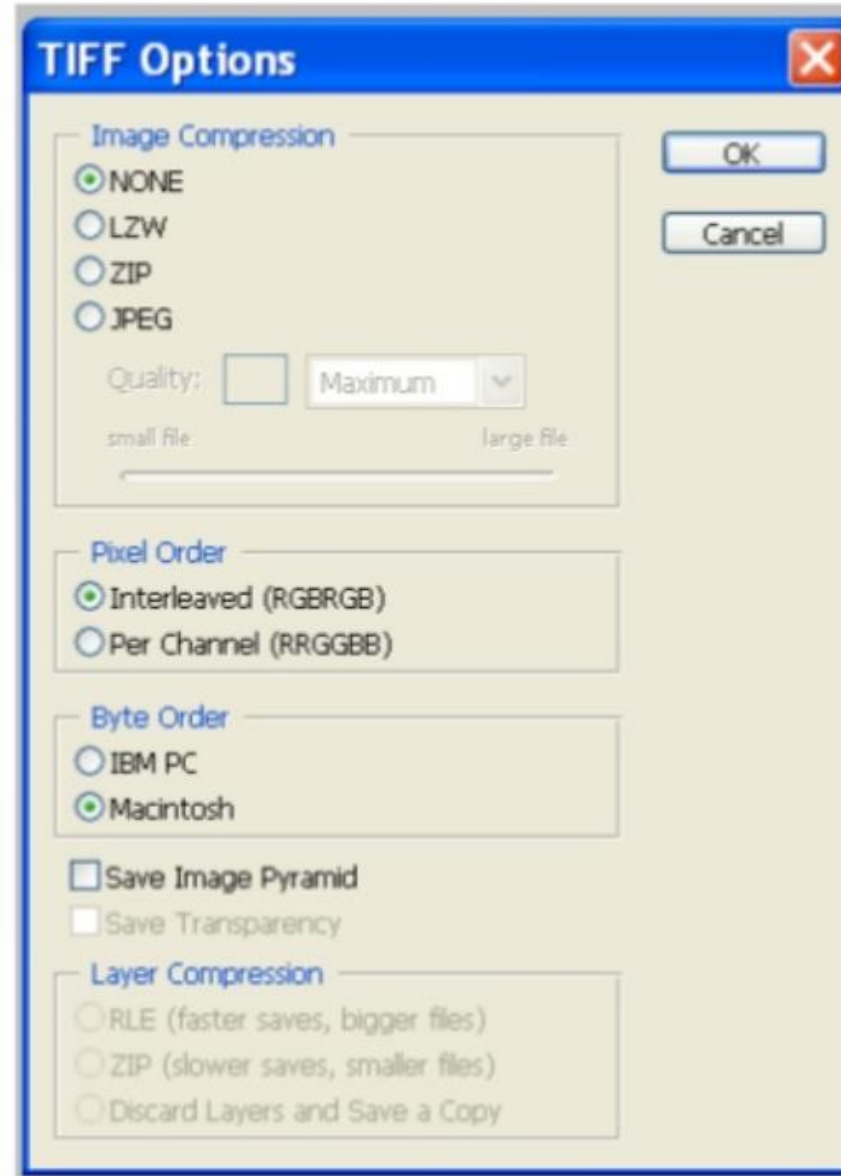 TIFF Options
Image Compression
NONE
LZW
ZIP
JPEG
Quality: Maximum
small file large file
OK
Cancel
Pixel Order
Interleaved (RGBRGB)
Per Channel (RRGGBB)
Byte Order
IBM PC
Macintosh
Save Image Pyramid
Save Transparency
Layer Compression
RLE (faster saves, bigger files)
ZIP (slower saves, smaller files)
Discard Layers and Save a Copy